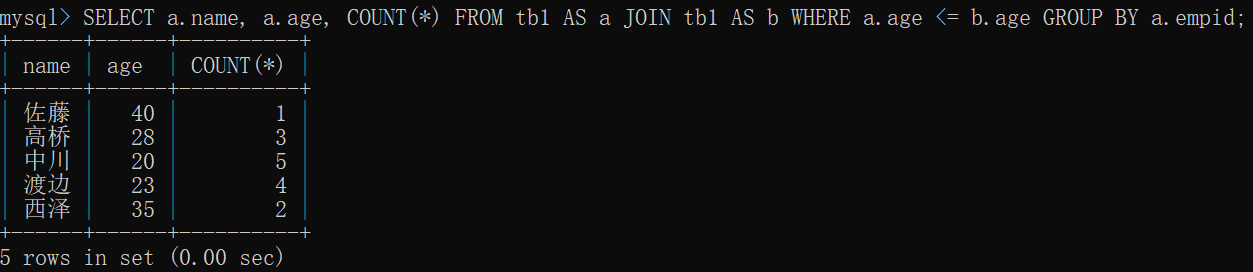 mysql> SELECT a.name, a.age, COUNT(*) FROM tb1 AS a JOIN tb1 AS b WHERE a.age <= b.age GROUP BY a.empid;
+------+------+----------+
| name | age  | COUNT(*) |
+------+------+----------+
| 佐藤 |   40 |        1 |
| 高桥 |   28 |        3 |
| 中川 |   20 |        5 |
| 渡边 |   23 |        4 |
| 西泽 |   35 |        2 |
+------+------+----------+
5 rows in set (0.00 sec)